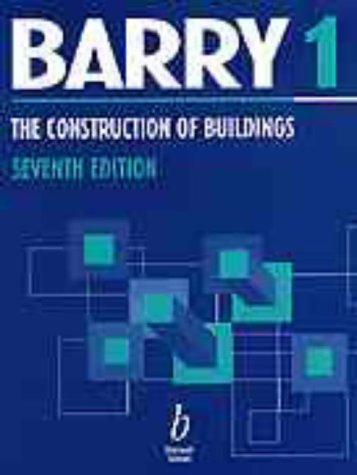 BARRY 1
THE CONSTRUCTION OF BUILDINGS
SEVENTH EDITION
b